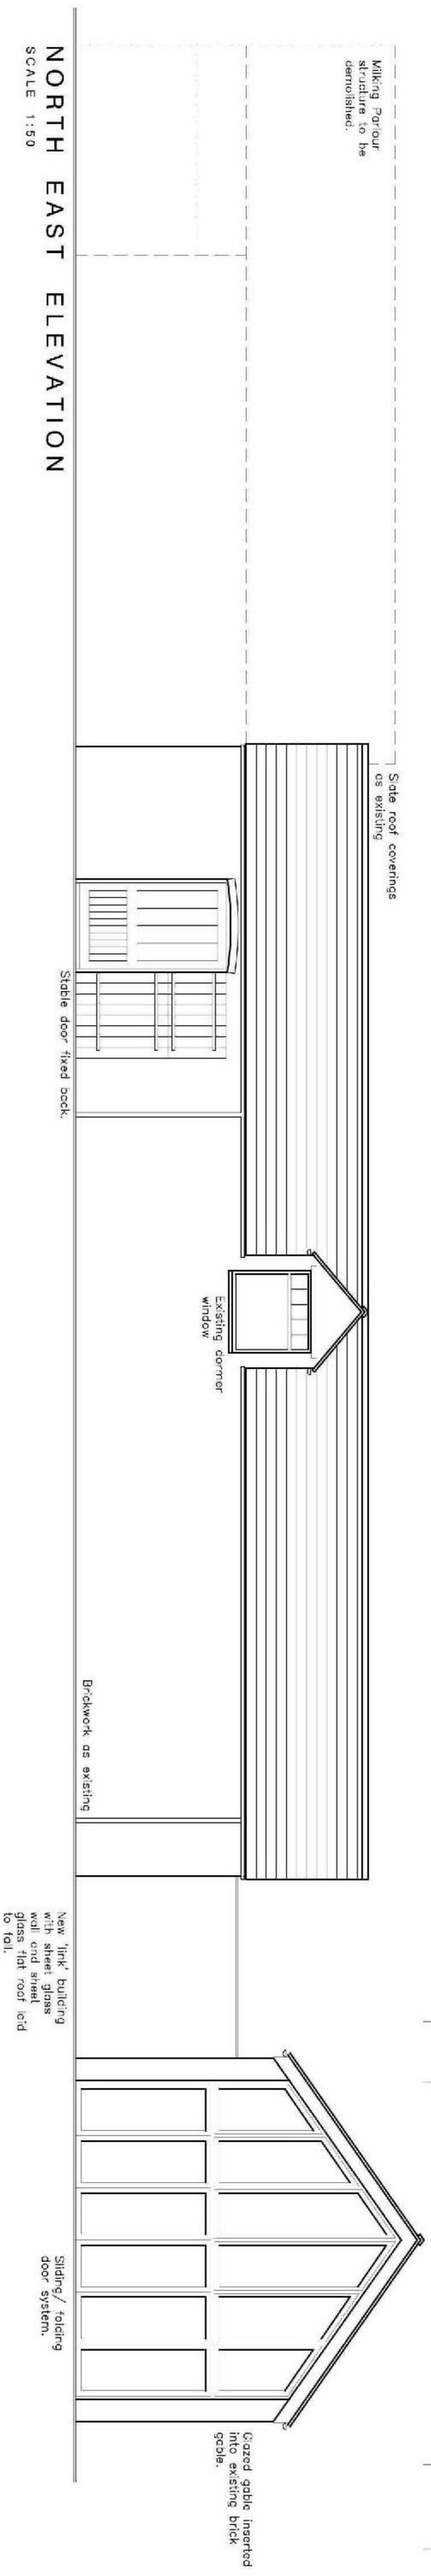 Milking Parlour
structure to be
demolished.
NORTH EAST ELEVATION
SCALE 1:50
Slate roof coverings
as existing
Stable door fixed back.
Existing dormer
window
Brickwork as existing
New 'link' building
with sheet glass
wall and sheet
glass flat roof laid
to fall.
Sliding/ folding
door system.
Glazed gable inserted
into existing brick
gable.